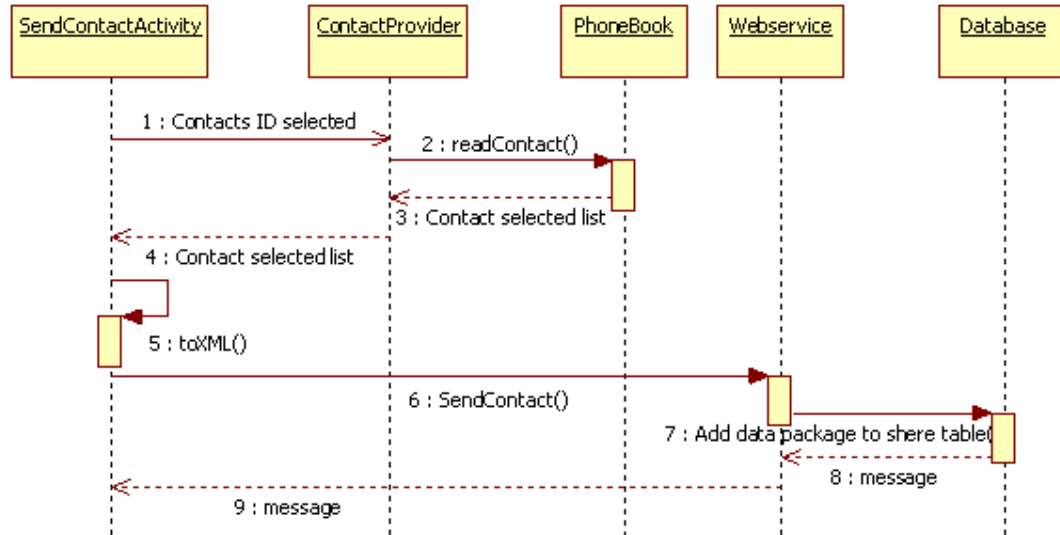 SendContactActivity
ContactProvider
PhoneBook
Webservice
Database
1 : Contacts ID selected
2 : readContact()
3 : Contact selected list
4 : Contact selected list
5 : toXML()
6 : SendContact()
7 : Add data package to shere table(
8 : message
9 : message